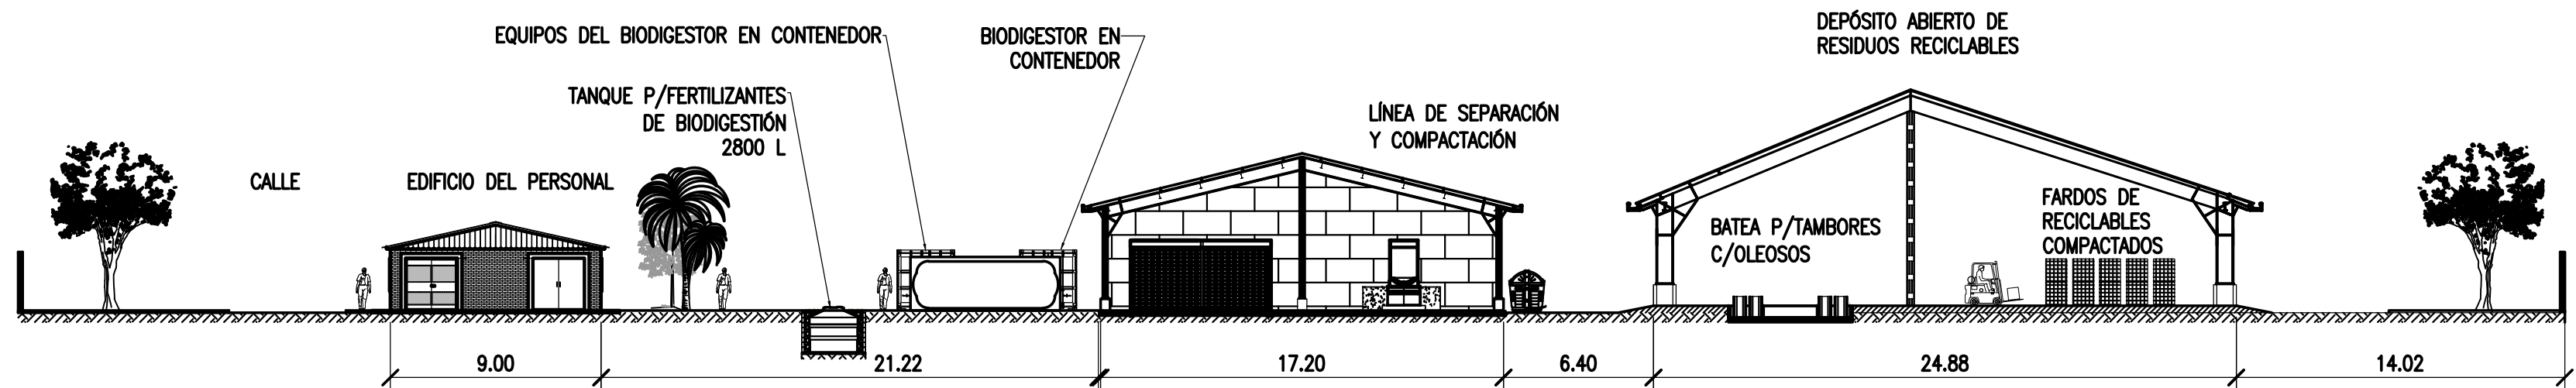 EQUIPOS DEL BIODIGESTOR EN CONTENEDOR
BIODIGESTOR EN
CONTENEDOR
DEPÓSITO ABIERTO DE
RESIDUOS RECICLABLES
TANQUE P/FERTILIZANTES
DE BIODIGESTIÓN
2800 L
LÍNEA DE SEPARACIÓN
Y COMPACTACIÓN
CALLE
EDIFICIO DEL PERSONAL
BATEA P/TAMBORES
C/OLEOSOS
FARDOS DE
RECICLABLES
COMPACTADOS
9.00
21.22
17.20
6.40
24.88
14.02